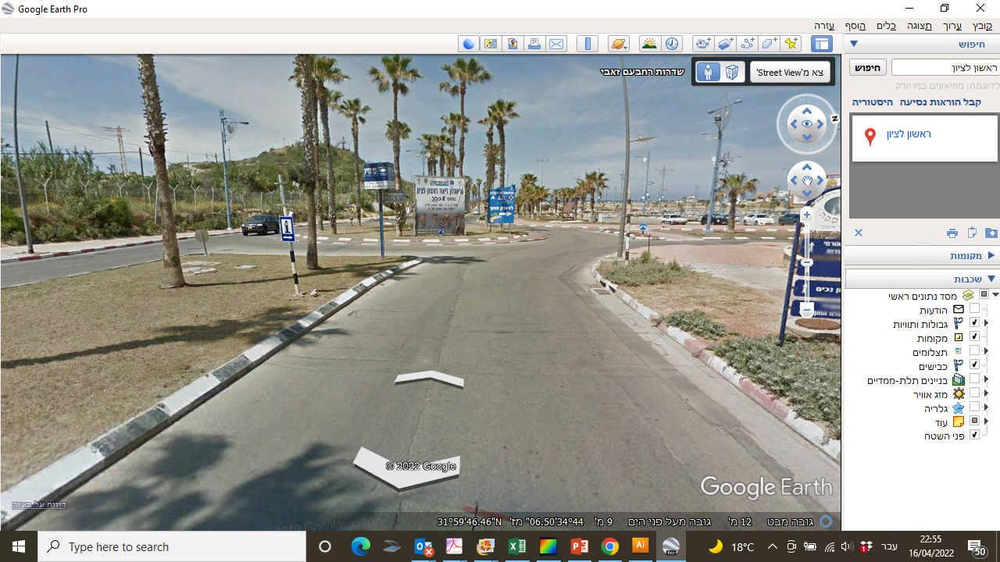 Google Earth Pro
קובץ ערוך תצוגה כלים הוסף עזרה
חיפוש
ראשון לציון
חיפוש
לדוגמה: מוזיאונים בניו יורק
קבל הוראות נסיעה היסטוריה
ראשון לציון
מקומות
שכבות
מסד נתונים ראשי
הודעות
גבולות ותוויות
מקומות
תצלומים
כבישים
בניינים תלת-ממדיים
מזג אוויר
גלריה
עוד
פני השטח
שדרות רחבעם זאבי
צא מ'Street View'
N
ראשון לציון
נכים
© 2022 Google
Google Earth
דיווח על בעיה
31°59'46.46"N 34°44'06.50" מז' 9 מ' גובה מעל פני הים 12 מ' גובה מבט
Type here to search
18°C
עבר
22:55
16/04/2022
50